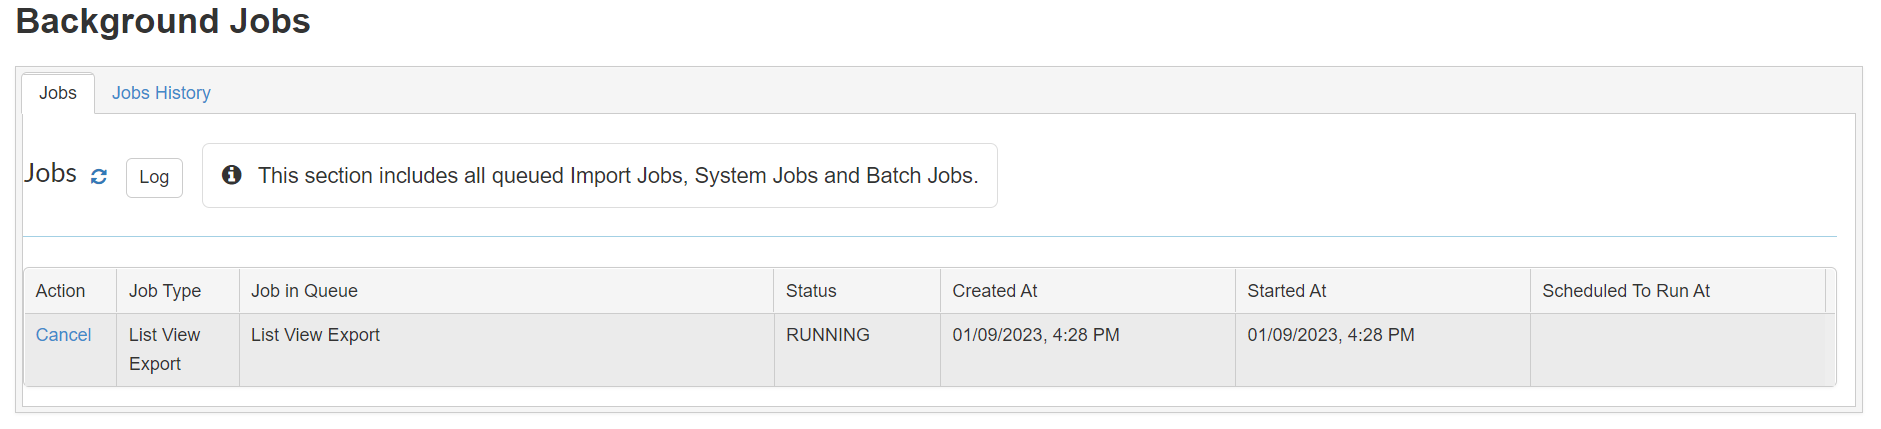 Background Jobs
Jobs Jobs History
Jobs Log This section includes all queued Import Jobs, System Jobs and Batch Jobs.
Action Job Type Job in Queue Status Created At Started At Scheduled To Run At
Cancel List View Export List View Export RUNNING 01/09/2023, 4:28 PM 01/09/2023, 4:28 PM